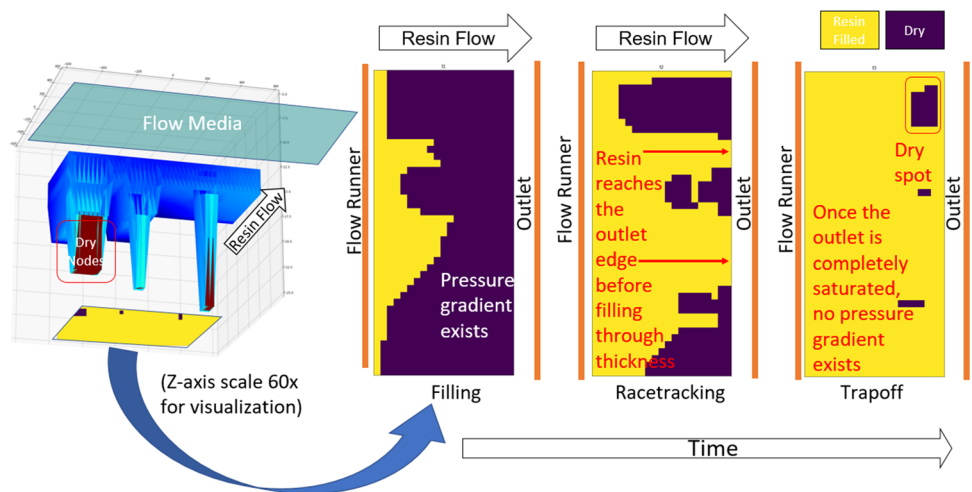 Resin Flow
Resin Flow
Resin
Filled
Dry
Flow Media
Dry
Nodes
Resin Flow
Flow Runner
Outlet
Flow Runner
Outlet
Flow Runner
Outlet
Pressure
gradient
exists
Resin
reaches
the
outlet
edge
before
filling
through
thickness
Dry
spot
Once the
outlet is
completely
saturated,
no pressure
gradient
exists
(Z-axis scale 60x
for visualization)
Filling
Racetracking
Trapoff
Time